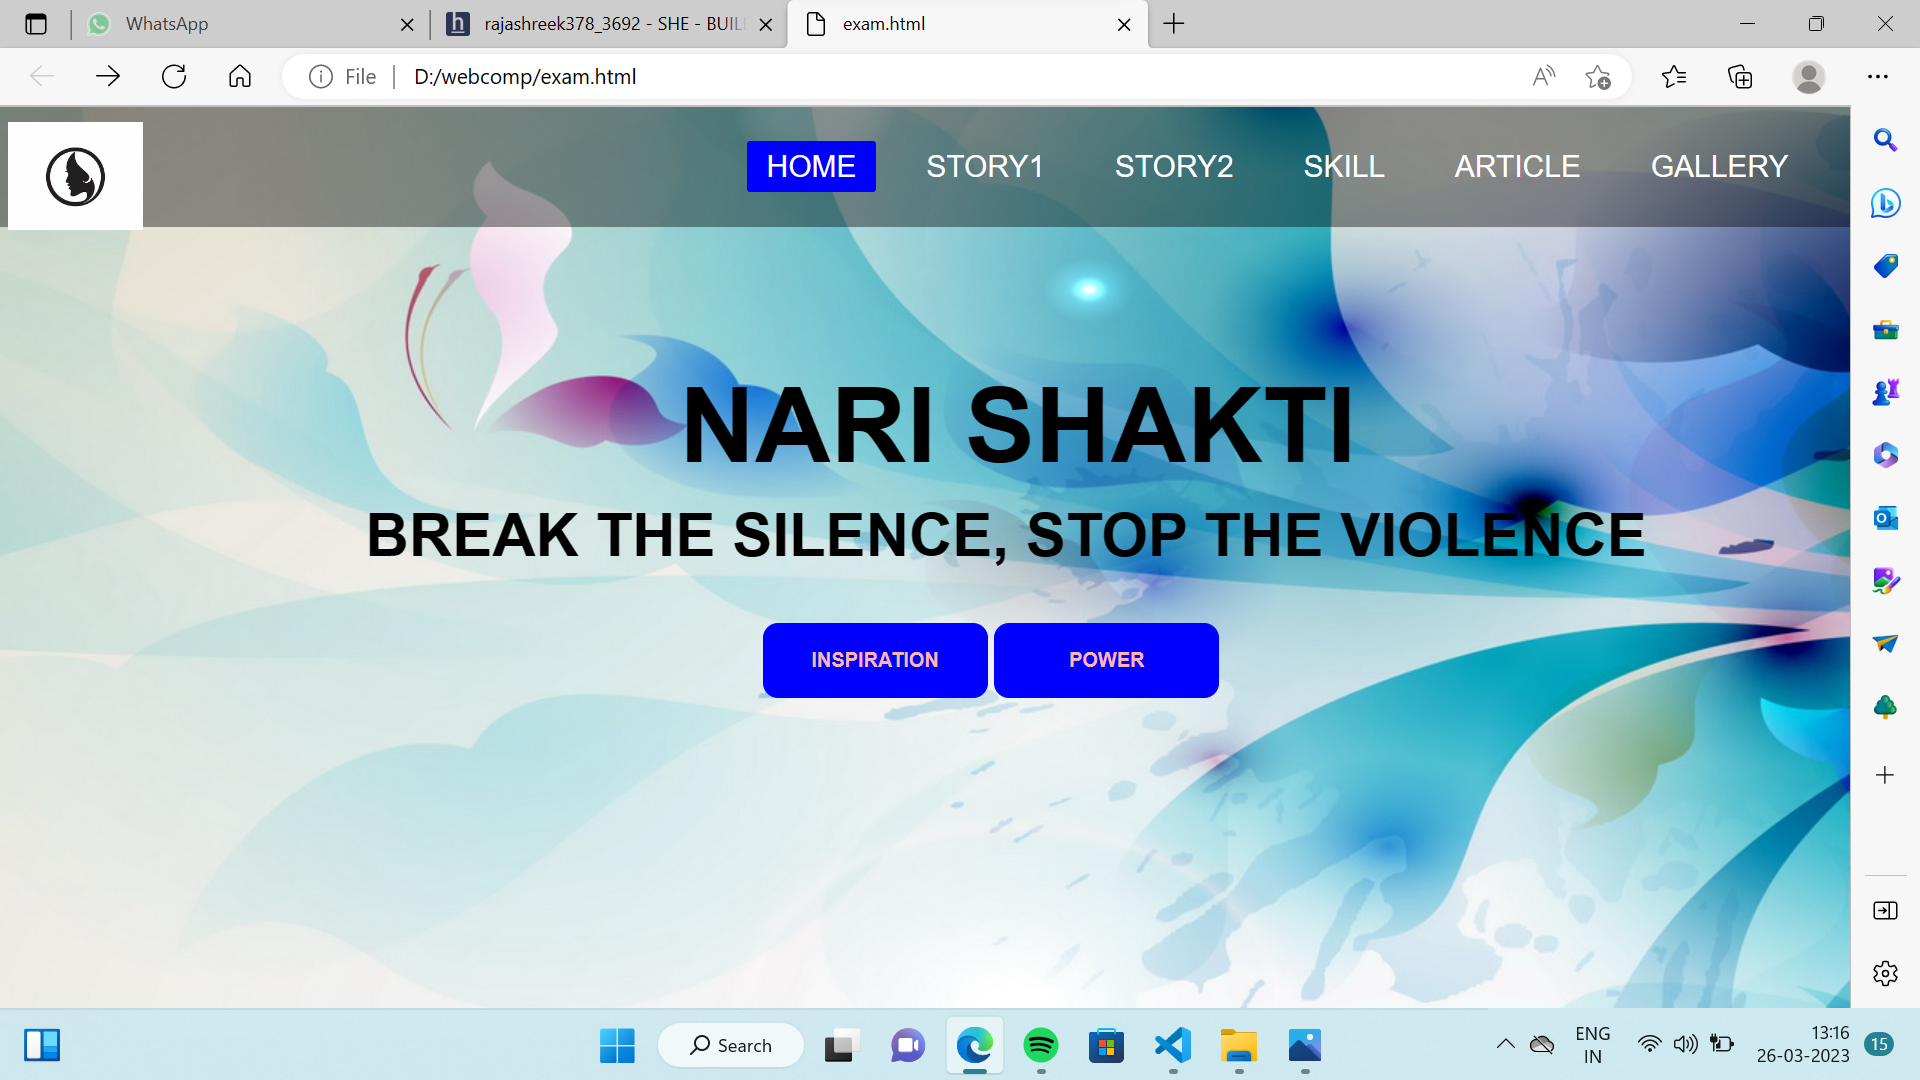 WhatsApp
rajashreek378_3692 - SHE - BUIL
exam.html
File
D:/webcomp/exam.html
HOME STORY1 STORY2 SKILL ARTICLE GALLERY
NARI SHAKTI
BREAK THE SILENCE, STOP THE VIOLENCE
INSPIRATION POWER
Search
ENG
IN
13:16
26-03-2023
15